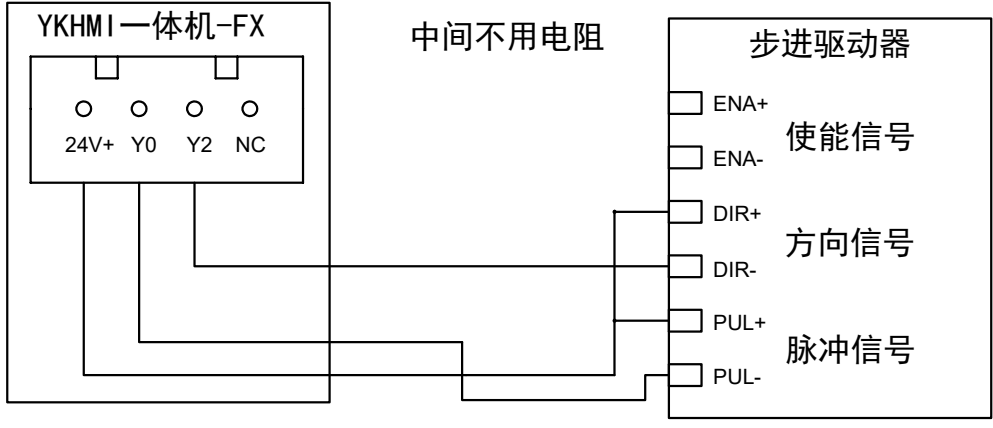 YKHMI一体机-FX
24V+ Y0 Y2 NC
中间不用电阻
步进驱动器
ENA+
使能信号
ENA-
DIR+
方向信号
DIR-
PUL+
脉冲信号
PUL-